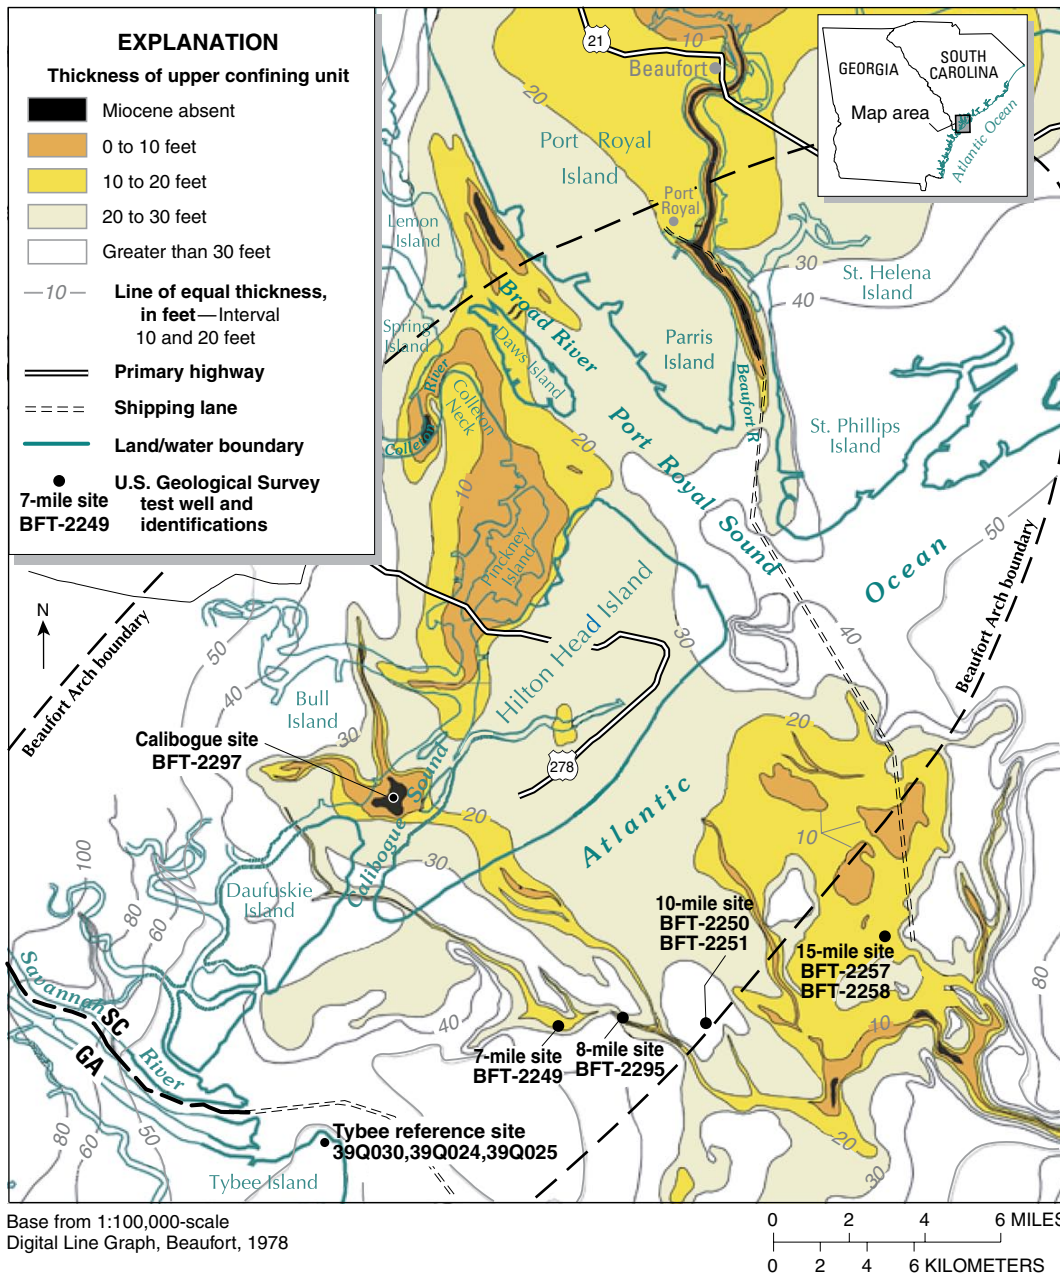 EXPLANATION
Thickness of upper confining unit
Miocene absent
0 to 10 feet
10 to 20 feet
20 to 30 feet
Greater than 30 feet
10
Line of equal thickness,
in feet—Interval
10 and 20 feet
Primary highway
Shipping lane
Land/water boundary
7-mile site
BFT-2249
U.S. Geological Survey
test well and
identifications
21
10
Beaufort
20
Port Royal
Island
Port
Royal
GEORGIA
SOUTH
CAROLINA
Map area
Atlantic Ocean
Lemon
Island
Broad River
Spring
Island
Daws Island
Parris
Island
30
40
St. Helena
Island
River
Colleton
Colleton
Neck
Beaufort R
St. Phillips
Island
20
Port Royal Sound
10
Pinckney
Island
50
Ocean
Beaufort Arch boundary
N
Beaufort Arch boundary
50
40
30
Bull
Island
Hilton Head Island
30
40
Calibogue site
BFT-2297
278
20
Calibogue Sound
20
10
Atlantic
30
100
80
60
Daufuskie
Island
10-mile site
BFT-2250
BFT-2251
15-mile site
BFT-2257
BFT-2258
80
Savannah River
SC
GA
40
10
7-mile site
BFT-2249
8-mile site
BFT-2295
80
60
50
Tybee reference site
39Q030,39Q024,39Q025
Tybee Island
20
30
Base from 1:100,000-scale
Digital Line Graph, Beaufort, 1978
0 2 4 6 MILES
0 2 4 6 KILOMETERS